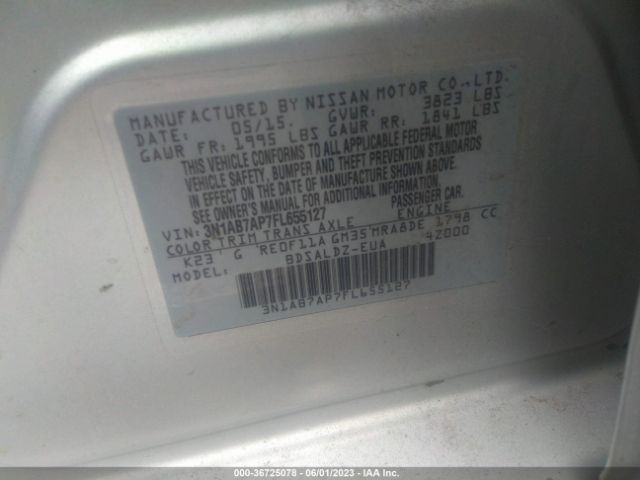 MANUFACTURED BY NISSAN MOTOR CO.,LTD.
DATE: 05/15. GVWR: 3823 LBS
GAWR FR: 1995 LBS GAWR RR: 1841 LBS
THIS VEHICLE CONFORMS TO ALL APPLICABLE FEDERAL MOTOR
VEHICLE SAFETY, BUMPER AND THEFT PREVENTION STANDARDS
IN EFFECT ON THE DATE OF MANUFACTURE SHOWN ABOVE.
SEE OWNER'S MANUAL FOR ADDITIONAL INFORMATION.
VIN: 3N1AB7AP7FL655127 PASSENGER CAR.
COLOR TRIM TRANS AXLE ENGINE
K23 G RE0F11A GM35 MRA8DE 1798 CC
MODEL: BDSALDZ-EUA 42000
3N1AB7AP7FL655127
000-36725078 - 06/01/2023 - IAA Inc.